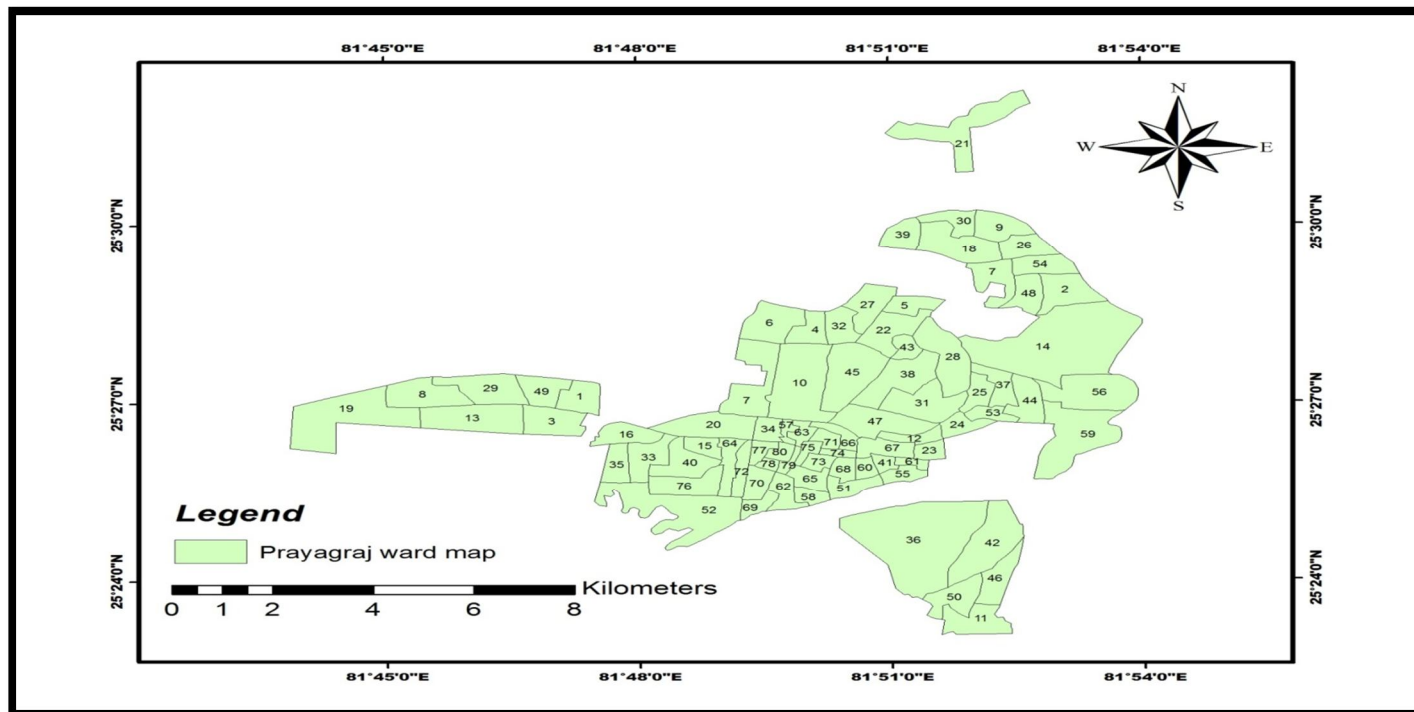 81°45'0"E 81°48'0"E 81°51'0"E 81°54'0"E
N
W E
S
21
25°30'0"N 25°30'0"N
30 9
39 18 26
7 54
48 2
27 5
6 4 32 22
43 14
28
10 45 38
25°27'0"N 25°27'0"N
8 29 49 1
7 31 25 37 44 56
19 13 3
53
20 34 57 63 47 24 59
16 15 64 71 66 12
77 80 75 74 67 23
35 33 40 78 79 73 68 60 41 61
72 65 55
76 70 62 58 51
52 69
Legend
Prayagraj ward map
36 42
46
50
11
25°24'0"N 25°24'0"N
Kilometers
0 1 2 4 6 8
81°45'0"E 81°48'0"E 81°51'0"E 81°54'0"E